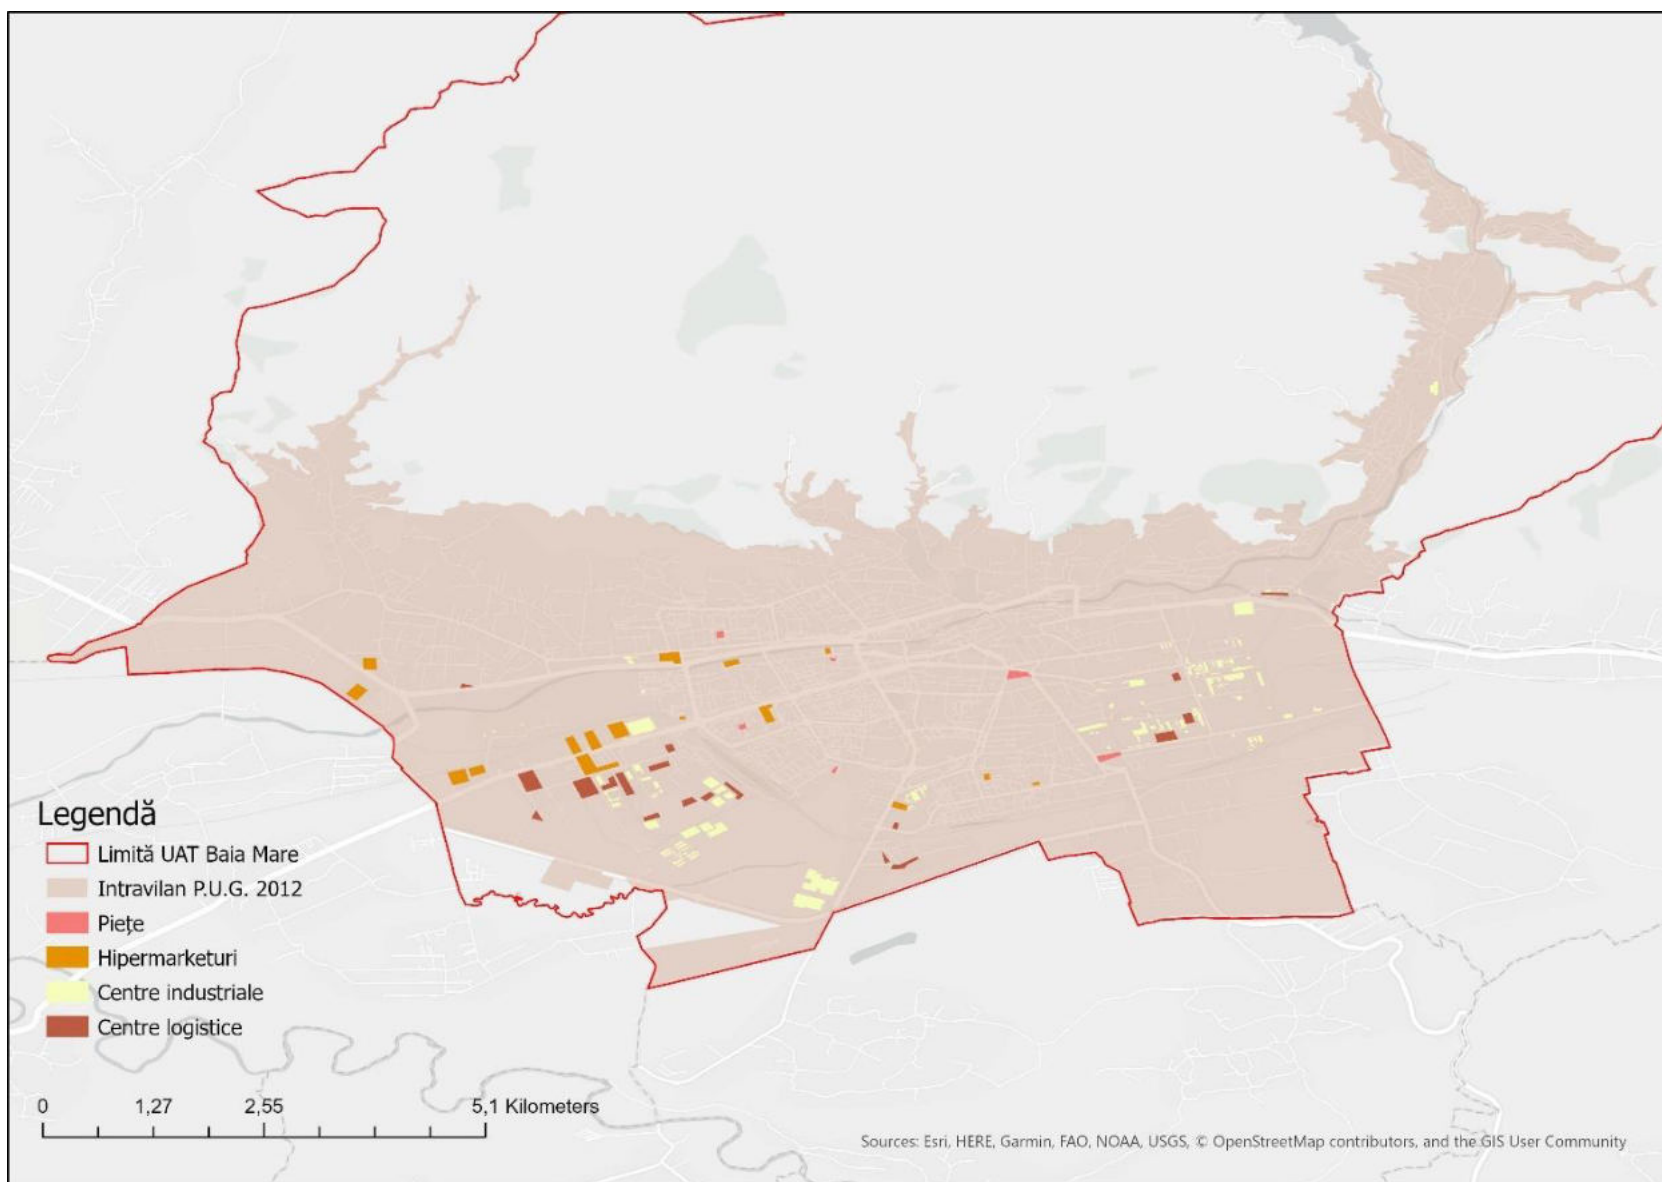 Legendă
Limită UAT Baia Mare
Intravilan P.U.G. 2012
Piețe
Hipermarketuri
Centre industriale
Centre logistice
0 1,27 2,55 5,1 Kilometers
Sources: Esri, HERE, Garmin, FAO, NOAA, USGS, © OpenStreetMap contributors, and the GIS User Community